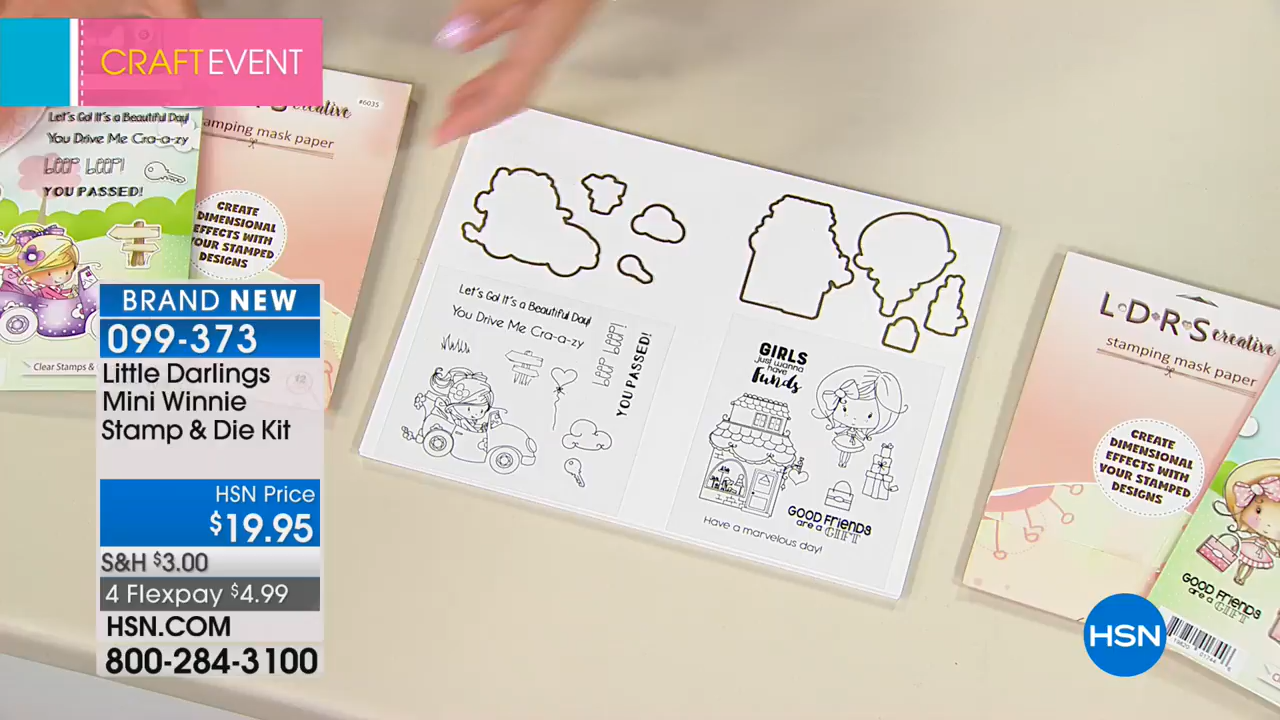 CRAFT EVENT
Let's Go! It's a Beautiful Day!
You Drive Me Cra-a-zy
BEEP BEEP!
YOU PASSED!
creative
#6035
stamping mask paper
CREATE
DIMENSIONAL
EFFECTS WITH
YOUR STAMPED
DESIGNS
Clear Stamps &
BRAND NEW
099-373
Little Darlings
Mini Winnie
Stamp & Die Kit
HSN Price
$19.95
S&H $3.00
4 Flexpay $4.99
HSN.COM
800-284-3100
Let's Go! It's a Beautiful Day!
You Drive Me Cra-a-zy
BEEP BEEP!
YOU PASSED!
GIRLS
just wanna
have
Funds
GOOD FRIENDS
are a GIFT
Have a marvelous day!
L·D·R·S creative
stamping mask paper
CREATE
DIMENSIONAL
EFFECTS WITH
YOUR STAMPED
DESIGNS
GOOD FRIENDS
are a GIFT
HSN